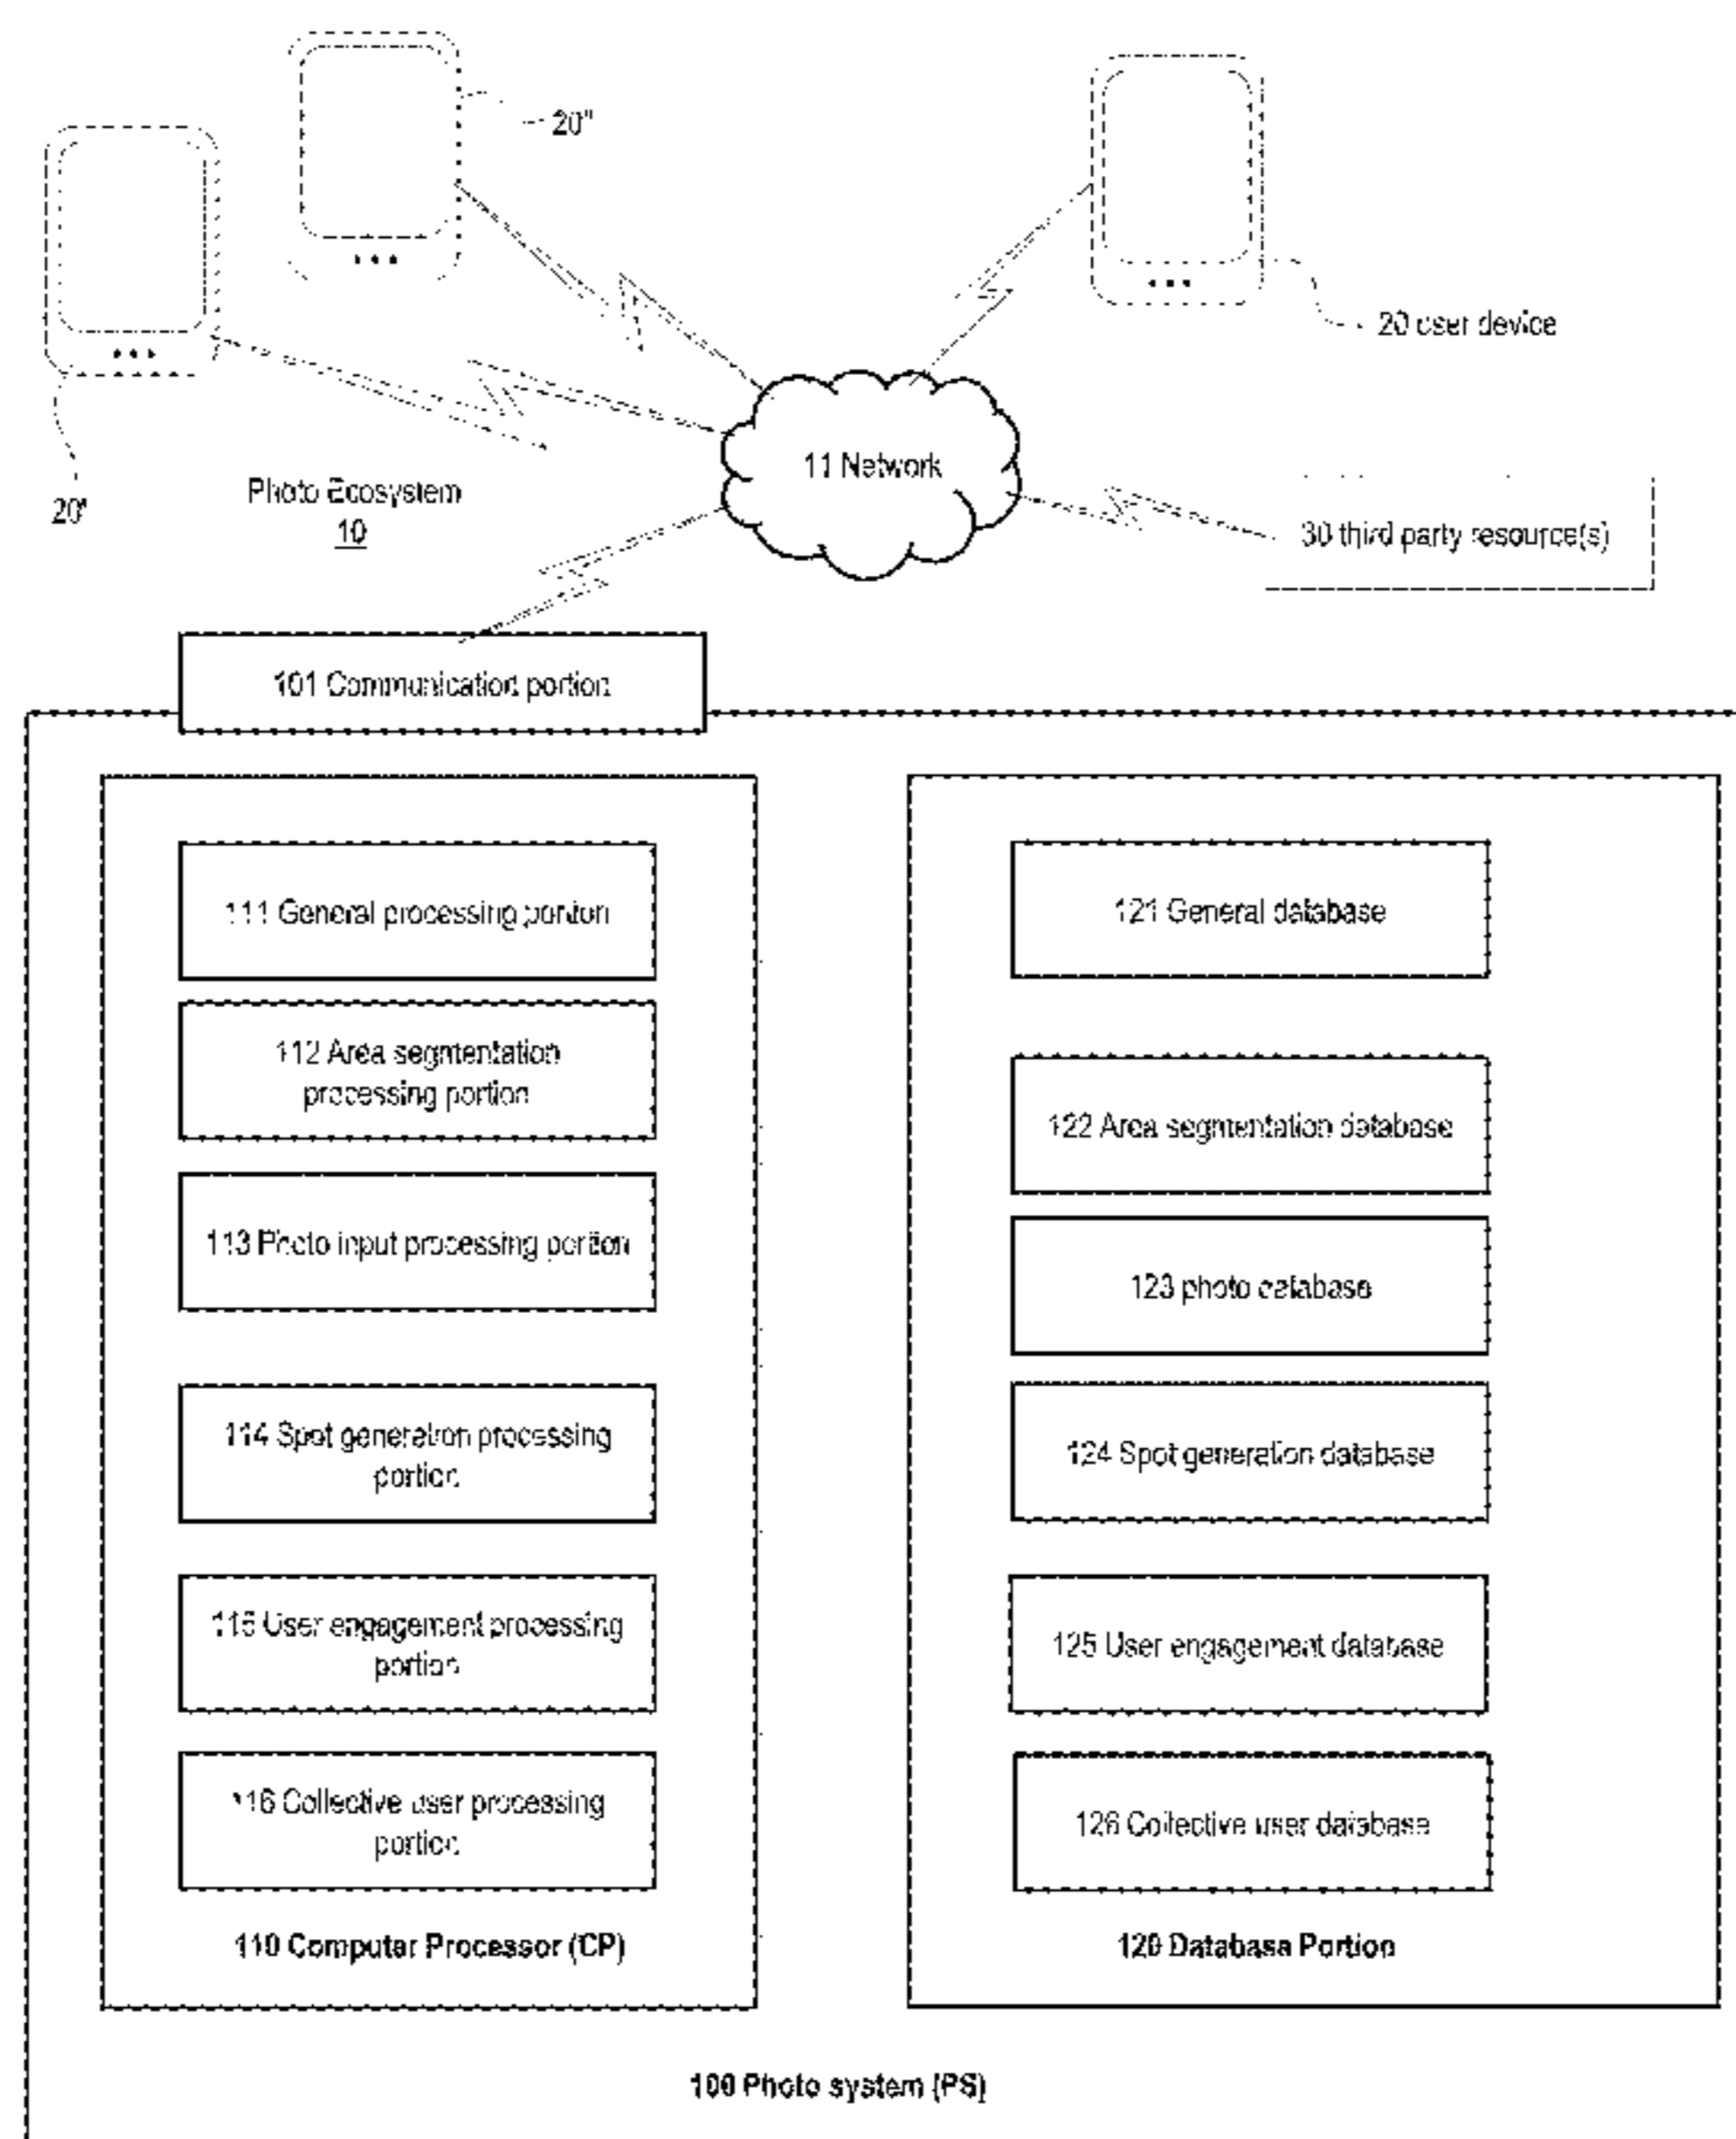 20"
20 user device
11 Network
20'
Photo Ecosystem
10
30 third party resource(s)
101 Communication portion
111 General processing portion
112 Area segmentation
processing portion
113 Photo input processing portion
114 Spot generation processing
portion
115 User engagement processing
portion
116 Collective user processing
portion
110 Computer Processor (CP)
121 General database
122 Area segmentation database
123 photo database
124 Spot generation database
125 User engagement database
126 Collective user database
120 Database Portion
100 Photo system (PS)